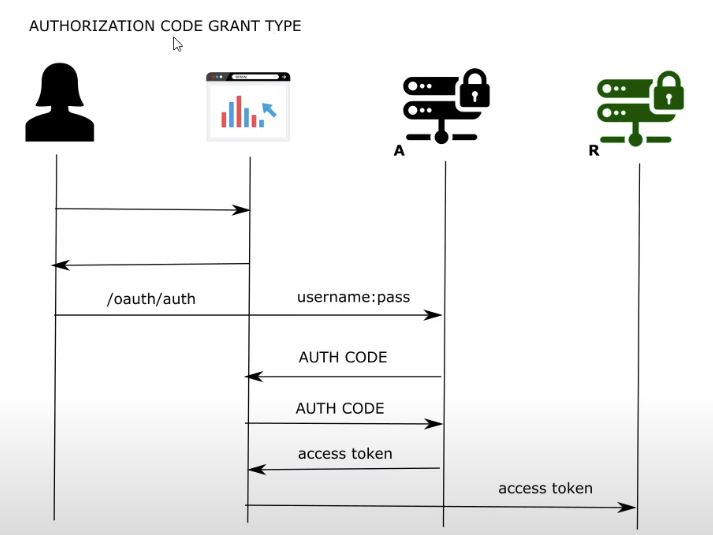 AUTHORIZATION CODE GRANT TYPE
A
R
/oauth/auth
username:pass
AUTH CODE
AUTH CODE
access token
access token